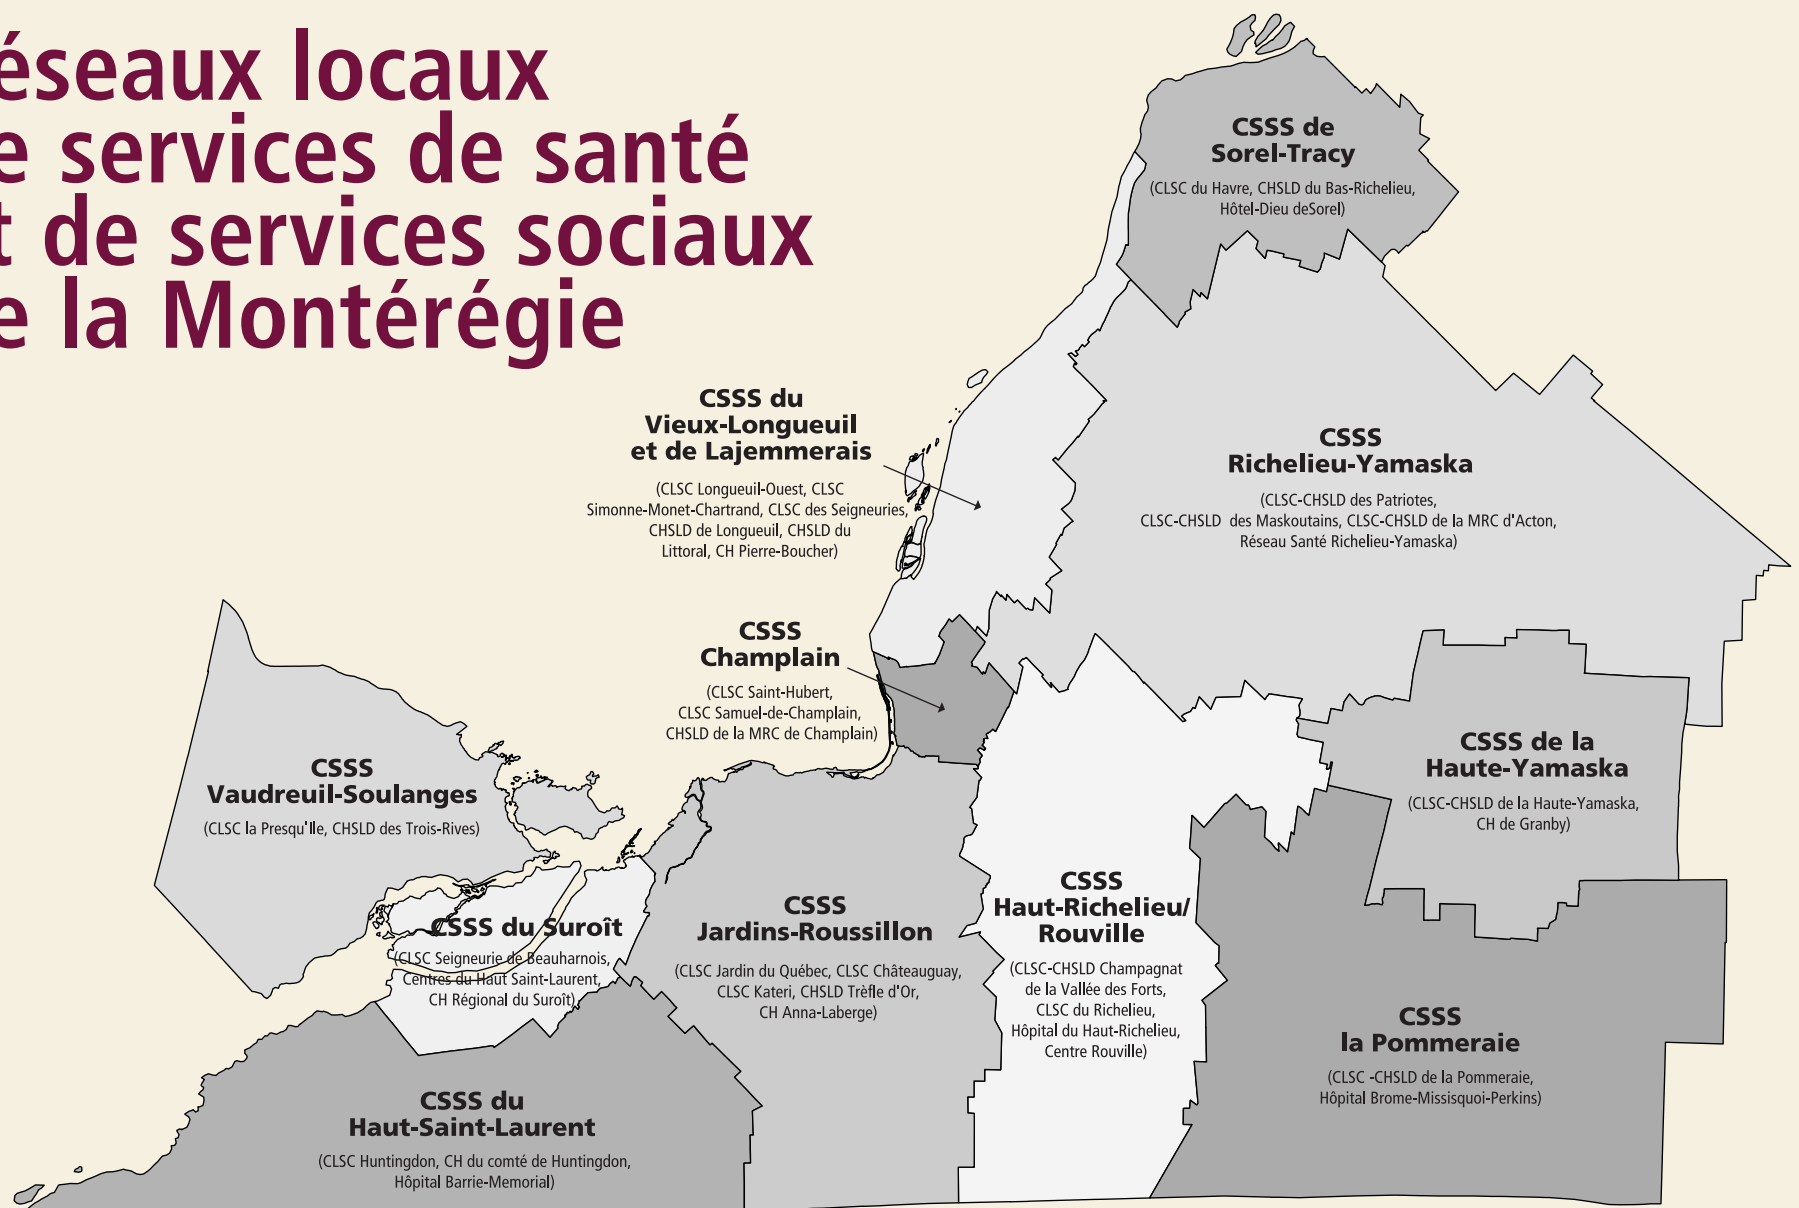 éseaux locaux
e services de santé
t de services sociaux
e la Montérégie
CSSS de
Sorel-Tracy
(CLSC du Havre, CHSLD du Bas-Richelieu,
Hôtel-Dieu deSorel)
CSSS du
Vieux-Longueuil
et de Lajemmerais
(CLSC Longueuil-Ouest, CLSC
Simonne-Monet-Chartrand, CLSC des Seigneuries,
CHSLD de Longueuil, CHSLD du
Littoral, CH Pierre-Boucher)
CSSS
Richelieu-Yamaska
(CLSC-CHSLD des Patriotes,
CLSC-CHSLD des Maskoutains, CLSC-CHSLD de la MRC d'Acton,
Réseau Santé Richelieu-Yamaska)
CSSS
Champlain
(CLSC Saint-Hubert,
CLSC Samuel-de-Champlain,
CHSLD de la MRC de Champlain)
CSSS
Vaudreuil-Soulanges
(CLSC la Presqu'Ile, CHSLD des Trois-Rives)
CSSS de la
Haute-Yamaska
(CLSC-CHSLD de la Haute-Yamaska,
CH de Granby)
CSSS du Suroît
(CLSC Seigneurie de Beauharnois,
Centres du Haut Saint-Laurent,
CH Régional du Suroît)
CSSS
Jardins-Roussillon
(CLSC Jardin du Québec, CLSC Châteauguay,
CLSC Kateri, CHSLD Trèfle d'Or,
CH Anna-Laberge)
CSSS
Haut-Richelieu/
Rouville
(CLSC-CHSLD Champagnat
de la Vallée des Forts,
CLSC du Richelieu,
Hôpital du Haut-Richelieu,
Centre Rouville)
CSSS
la Pommeraie
(CLSC -CHSLD de la Pommeraie,
Hôpital Brome-Missisquoi-Perkins)
CSSS du
Haut-Saint-Laurent
(CLSC Huntingdon, CH du comté de Huntingdon,
Hôpital Barrie-Memorial)